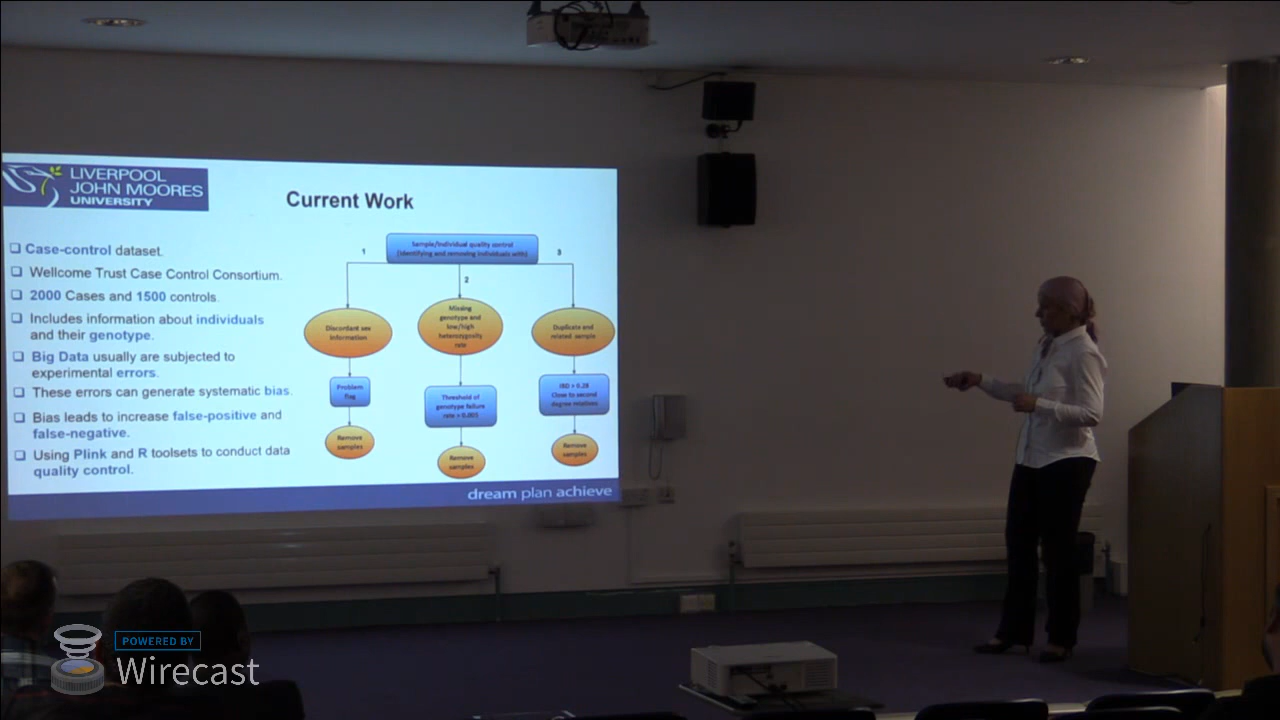 LIVERPOOL
JOHN MOORES
UNIVERSITY
Current Work
❑ Case-control dataset.
❑ Wellcome Trust Case Control Consortium.
❑ 2000 Cases and 1500 controls.
❑ Includes information about individuals
and their genotype.
❑ Big Data usually are subjected to
experimental errors.
❑ These errors can generate systematic bias.
❑ Bias leads to increase false-positive and
false-negative.
❑ Using Plink and R toolsets to conduct data
quality control.
Sample/Individual quality control
(Identifying and removing individuals with)
1
2
3
Discordant sex
information
Missing
genotype and
low/high
heterozygosity
rate
Duplicate and
related sample
Problem
flag
Threshold of
genotype failure
rate > 0.005
IBD > 0.28
Close to second
degree relations
Remove
samples
Remove
samples
Remove
samples
dream plan achieve
POWERED BY
Wirecast